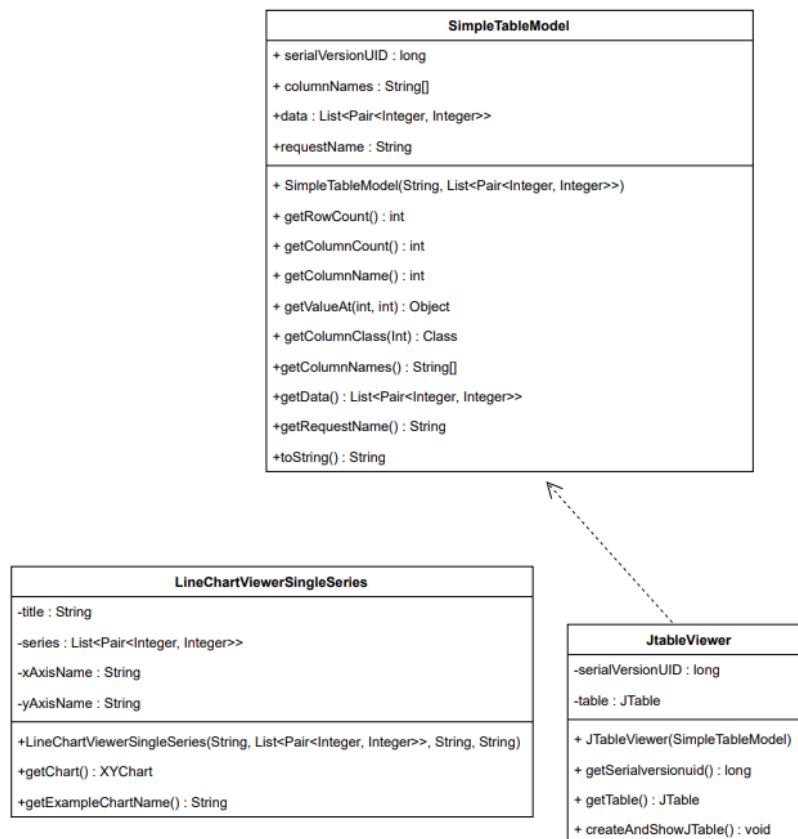 SimpleTableModel
+ serialVersionUID : long
+ columnNames : String[]
+data : List<Pair<Integer, Integer>>
+requestName : String
+ SimpleTableModel(String, List<Pair<Integer, Integer>>)
+ getRowCount() : int
+ getColumnCount() : int
+ getColumnName() : int
+ getValueAt(int, int) : Object
+ getColumnClass(Int) : Class
+getColumnNames() : String[]
+getData() : List<Pair<Integer, Integer>>
+getRequestName() : String
+toString() : String
LineChartViewerSingleSeries
-title : String
-series : List<Pair<Integer, Integer>>
-xAxisName : String
-yAxisName : String
+LineChartViewerSingleSeries(String, List<Pair<Integer, Integer>>, String, String)
+getChart() : XYChart
+getExampleChartName() : String
JtableViewer
-serialVersionUID : long
-table : JTable
+ JTableViewer(SimpleTableModel)
+ getSerialversionuid() : long
+ getTable() : JTable
+ createAndShowJTable() : void